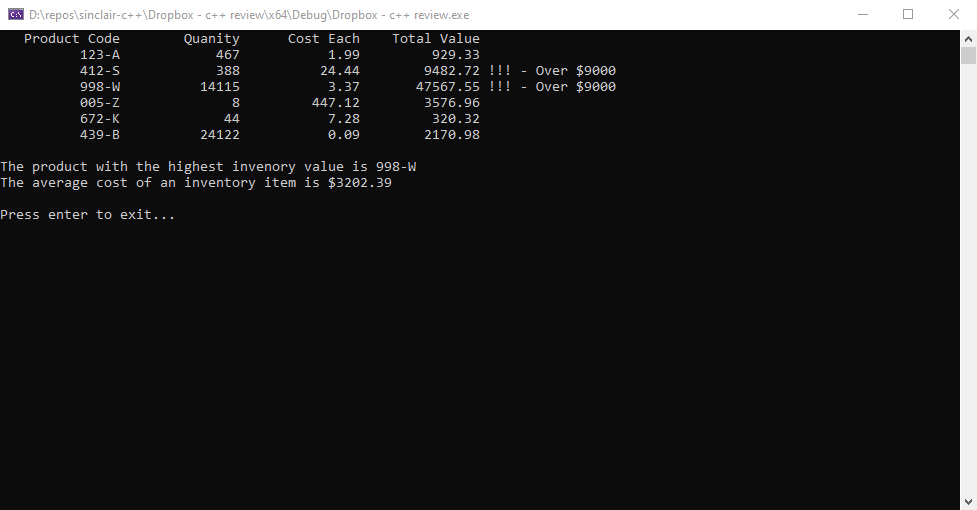 D:\repos\sinclair-c++\Dropbox - c++ review\x64\Debug\Dropbox - c++ review.exe
Product Code Quanity Cost Each Total Value
123-A 467 1.99 929.33
412-S 388 24.44 9482.72 !!! - Over $9000
998-W 14115 3.37 47567.55 !!! - Over $9000
005-Z 8 447.12 3576.96
672-K 44 7.28 320.32
439-B 24122 0.09 2170.98
The product with the highest invenory value is 998-W
The average cost of an inventory item is $3202.39
Press enter to exit...